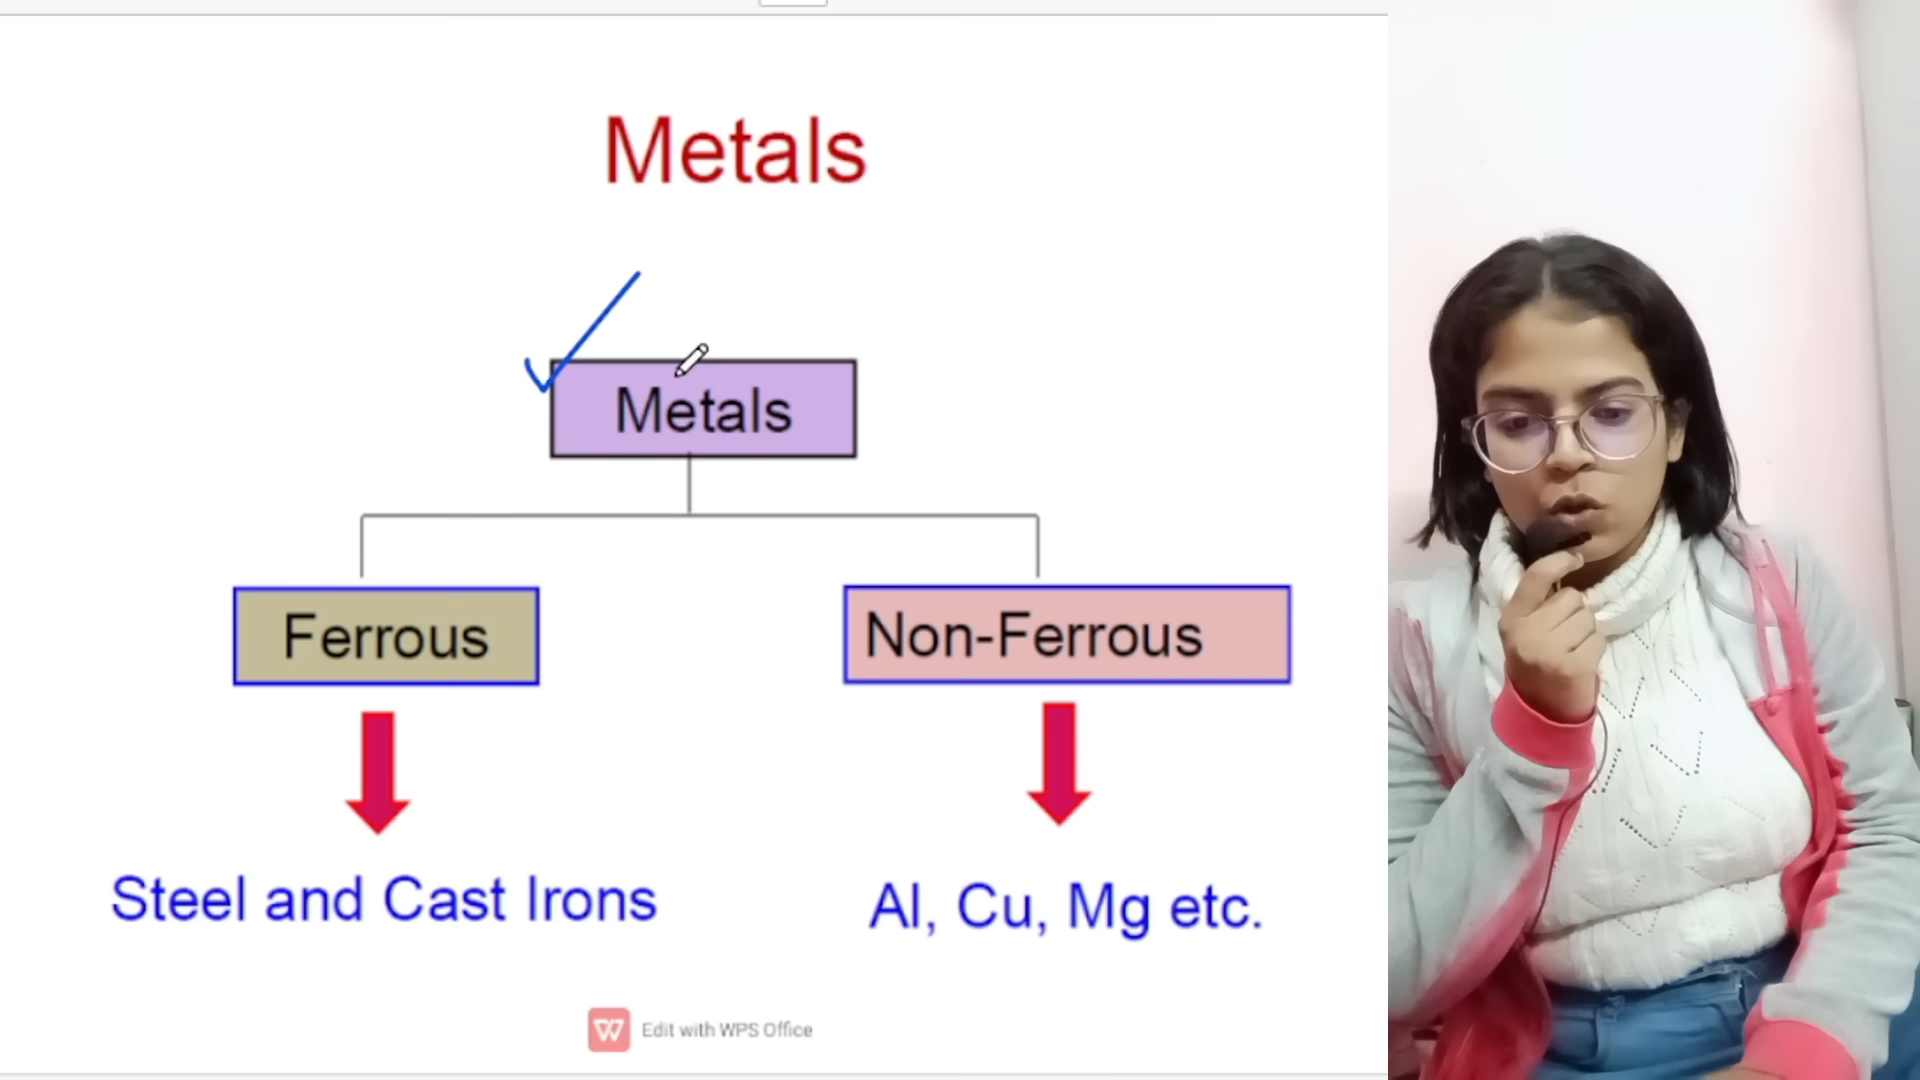 Metals
Metals
Ferrous
Non-Ferrous
Steel and Cast Irons
Al, Cu, Mg etc.
Edit with WPS Office